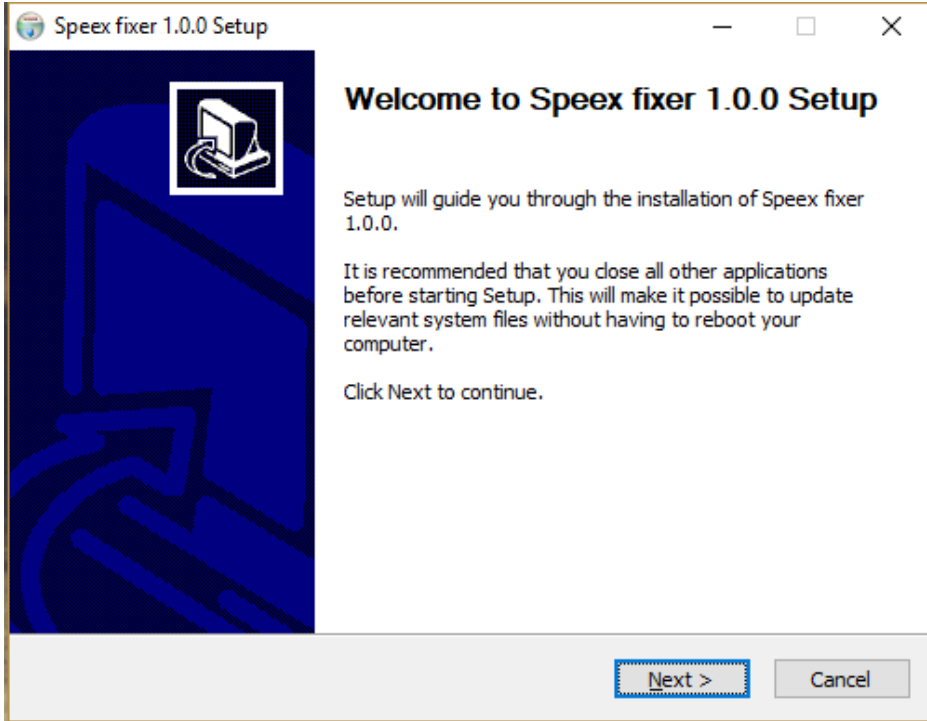 Speex fixer 1.0.0 Setup
Welcome to Speex fixer 1.0.0 Setup
Setup will guide you through the installation of Speex fixer
1.0.0.
It is recommended that you close all other applications
before starting Setup. This will make it possible to update
relevant system files without having to reboot your
computer.
Click Next to continue.
Next >
Cancel